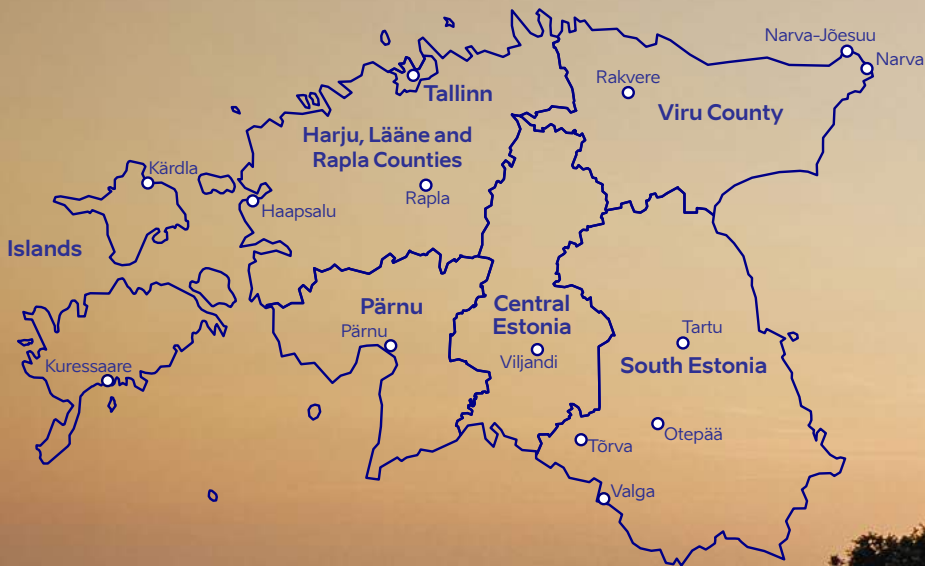 Narva-Jõesuu
Narva
Rakvere
Tallinn
Viru County
Harju, Lääne and
Rapla Counties
Kärdla
Rapla
Haapsalu
Islands
Pärnu
Pärnu
Central
Estonia
Viljandi
Tartu
South Estonia
Kuressaare
Otepää
Tõrva
Valga